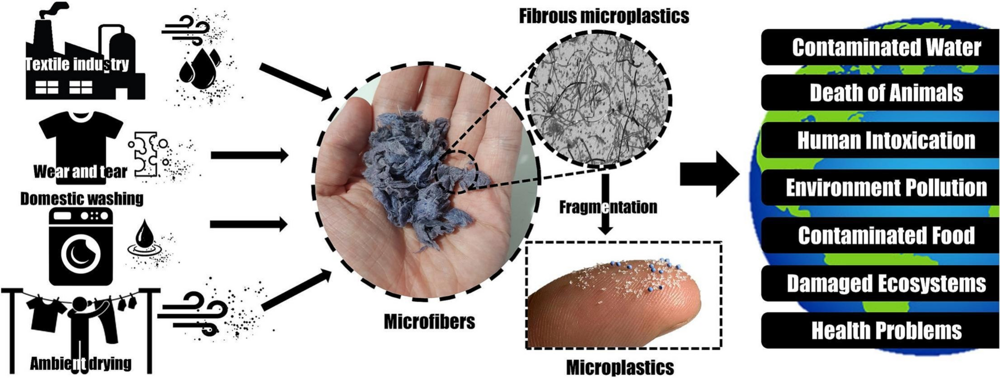 Textile industry
Wear and tear
Domestic washing
Ambient drying
Microfibers
Fibrous microplastics
Fragmentation
Microplastics
Contaminated Water
Death of Animals
Human Intoxication
Environment Pollution
Contaminated Food
Damaged Ecosystems
Health Problems